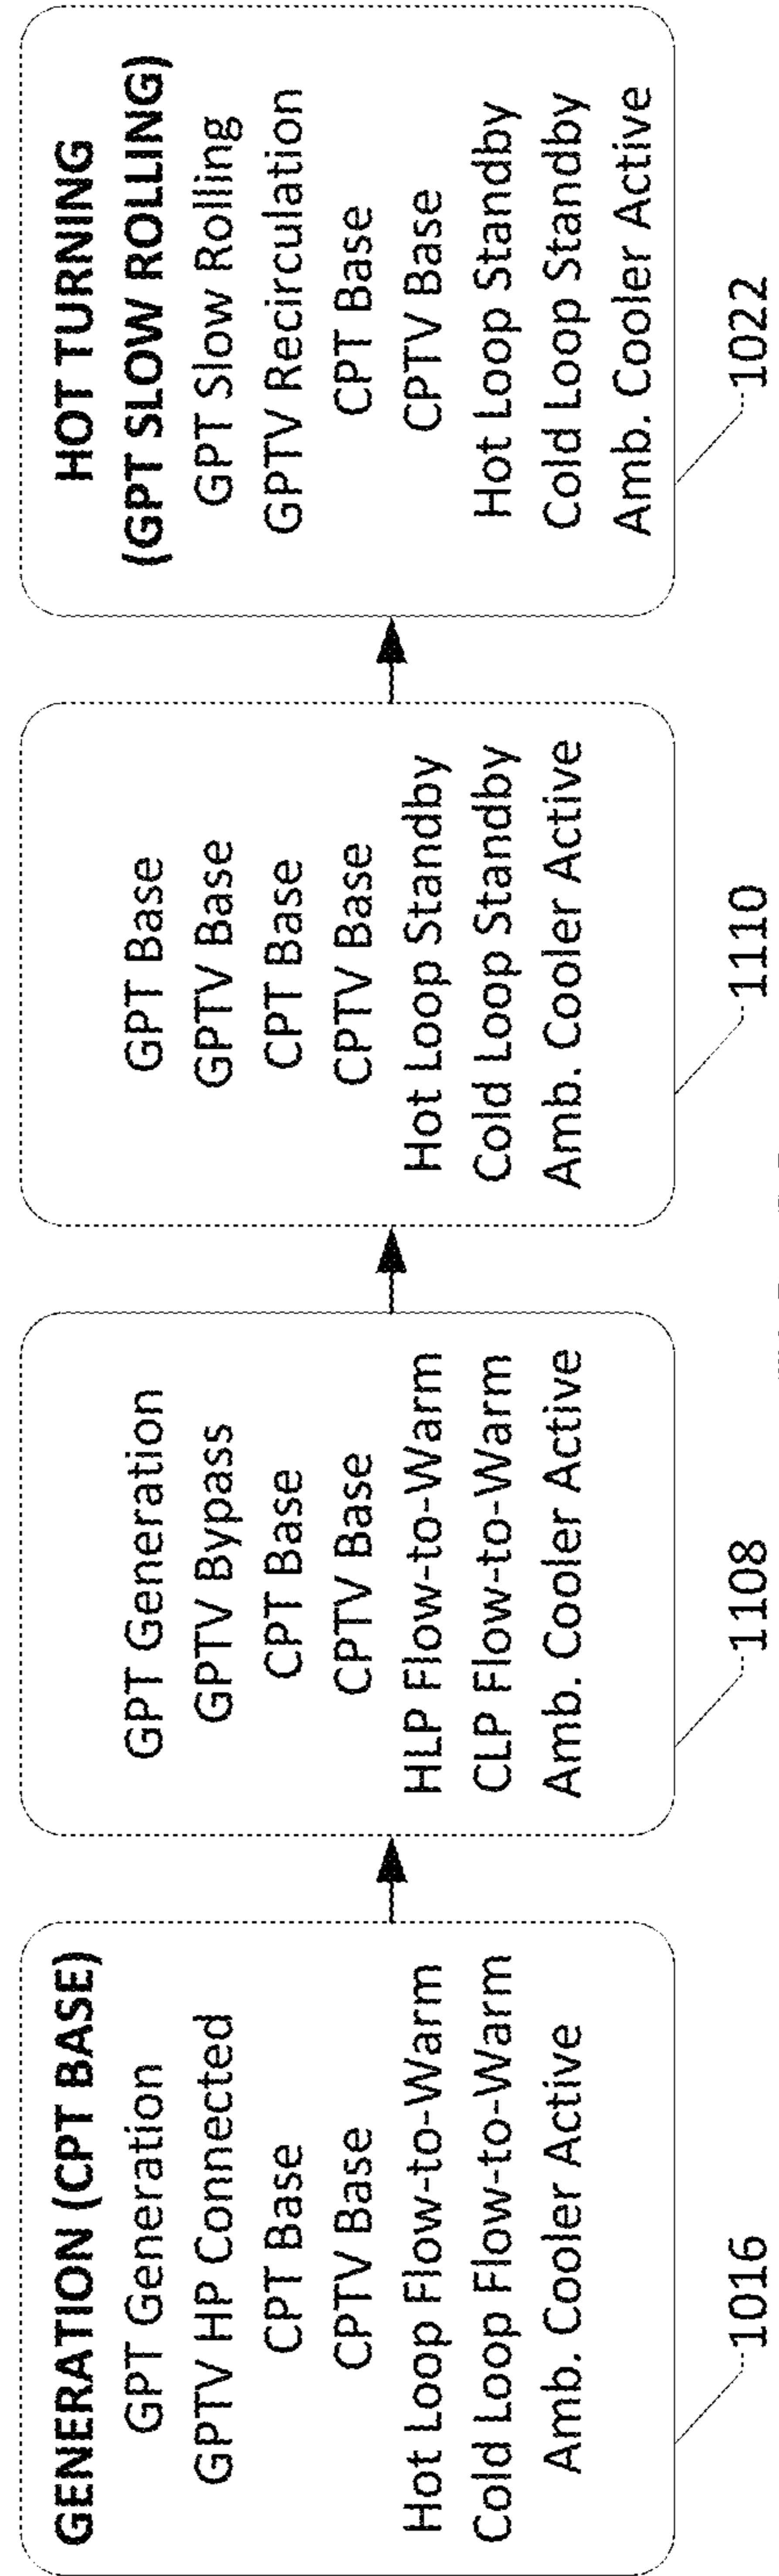 GENERATION (CPT BASE)
GPT Generation
GPTV HP Connected
CPT Base
CPTV Base
Hot Loop Flow-to-Warm
Cold Loop Flow-to-Warm
Amb. Cooler Active
1016
GPT Generation
GPTV Bypass
CPT Base
CPTV Base
HLP Flow-to-Warm
CLP Flow-to-Warm
Amb. Cooler Active
1108
GPT Base
GPTV Base
CPT Base
CPTV Base
Hot Loop Standby
Cold Loop Standby
Amb. Cooler Active
1110
HOT TURNING
(GPT SLOW ROLLING)
GPT Slow Rolling
GPTV Recirculation
CPT Base
CPTV Base
Hot Loop Standby
Cold Loop Standby
Amb. Cooler Active
1022